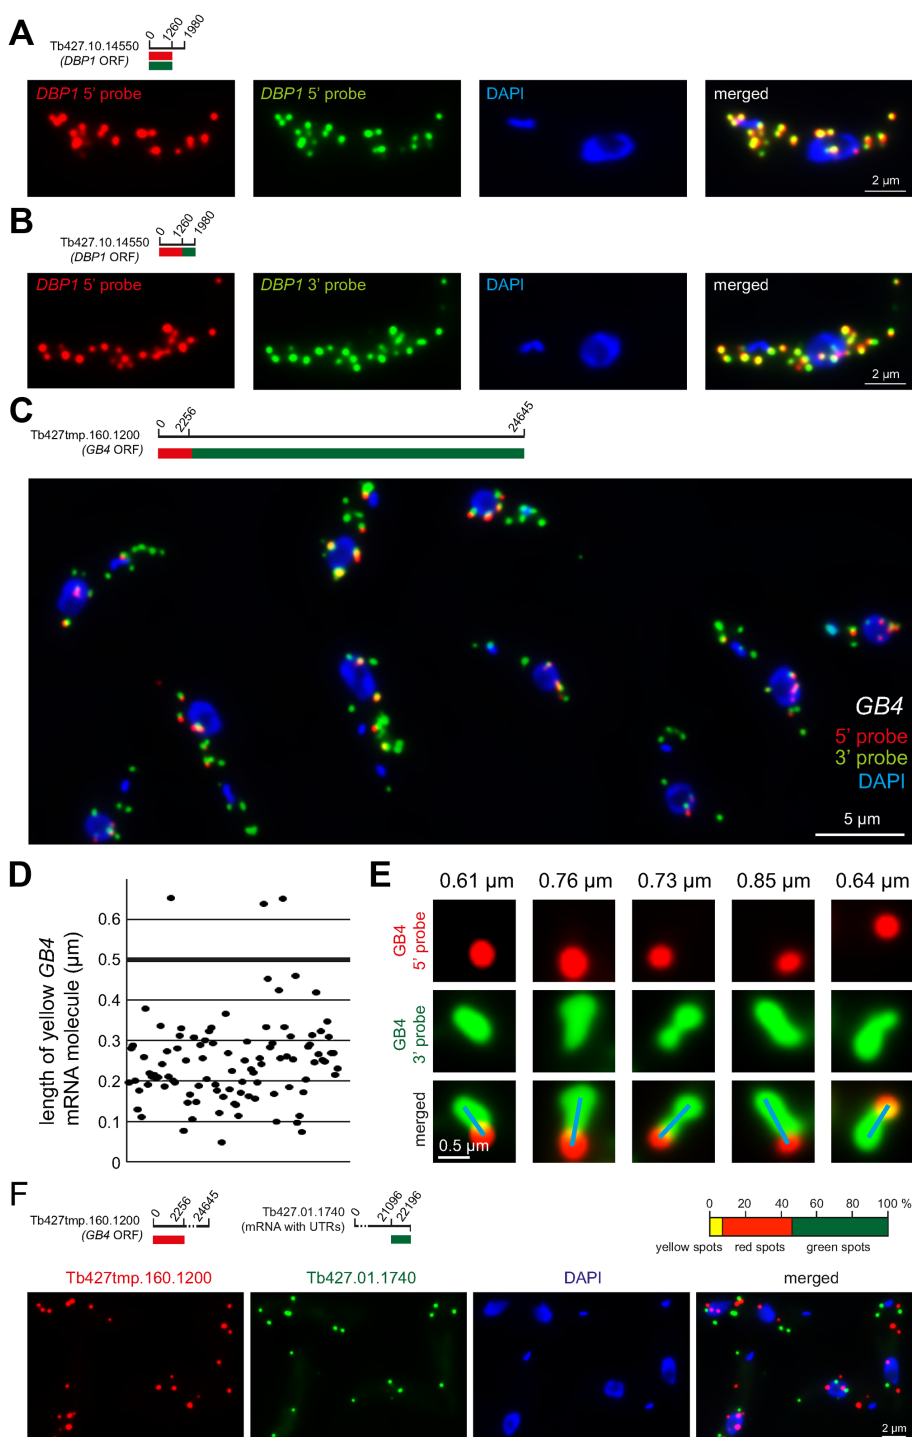 A
Tb427.10.14550
(DBP1 ORF)
0
1260
1980
DBP1 5' probe
DBP1 5' probe
DAPI
merged
2 µm
B
Tb427.10.14550
(DBP1 ORF)
0
1260
1980
DBP1 5' probe
DBP1 3' probe
DAPI
merged
2 µm
C
Tb427tmp.160.1200
(GB4 ORF)
0
2256
24645
GB4
5' probe
3' probe
DAPI
5 µm
D
length of yellow GB4
mRNA molecule (µm)
0.6
0.5
0.4
0.3
0.2
0.1
0
E
0.61 µm 0.76 µm 0.73 µm 0.85 µm 0.64 µm
GB4
5' probe
GB4
3' probe
merged
0.5 µm
F
Tb427tmp.160.1200
(GB4 ORF)
0
2256
24645
Tb427.01.1740
(mRNA with UTRs)
0
21096
22196
0 20 40 60 80 100 %
yellow spots red spots green spots
Tb427tmp.160.1200
Tb427.01.1740
DAPI
merged
2 µm